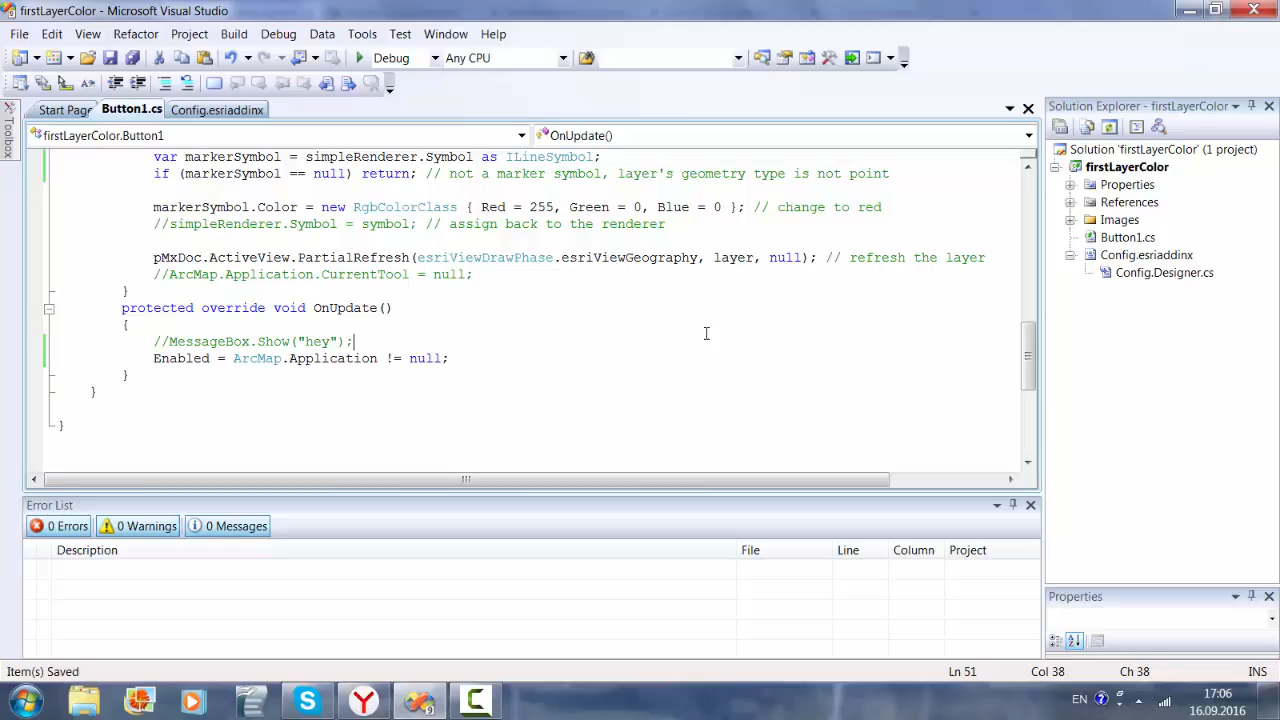 firstLayerColor - Microsoft Visual Studio
File Edit View Refactor Project Build Debug Data Tools Test Window Help
Debug Any CPU
Start Page Button1.cs Config.esriaddinx
firstLayerColor.Button1 OnUpdate()
var markerSymbol = simpleRenderer.Symbol as ILineSymbol;
if (markerSymbol == null) return; // not a marker symbol, layer's geometry type is not point
markerSymbol.Color = new RgbColorClass { Red = 255, Green = 0, Blue = 0 }; // change to red
//simpleRenderer.Symbol = symbol; // assign back to the renderer
pMxDoc.ActiveView.PartialRefresh(esriViewDrawPhase.esriViewGeography, layer, null); // refresh the layer
//ArcMap.Application.CurrentTool = null;
}
protected override void OnUpdate()
{
//MessageBox.Show("hey");
Enabled = ArcMap.Application != null;
}
}
}
Toolbox
Error List
0 Errors 0 Warnings 0 Messages
Description File Line Column Project
Solution Explorer - firstLayerColor
Solution 'firstLayerColor' (1 project)
firstLayerColor
Properties
References
Images
Button1.cs
Config.esriaddinx
Config.Designer.cs
Properties
Item(s) Saved Ln 51 Col 38 Ch 38 INS
EN 17:06
16.09.2016